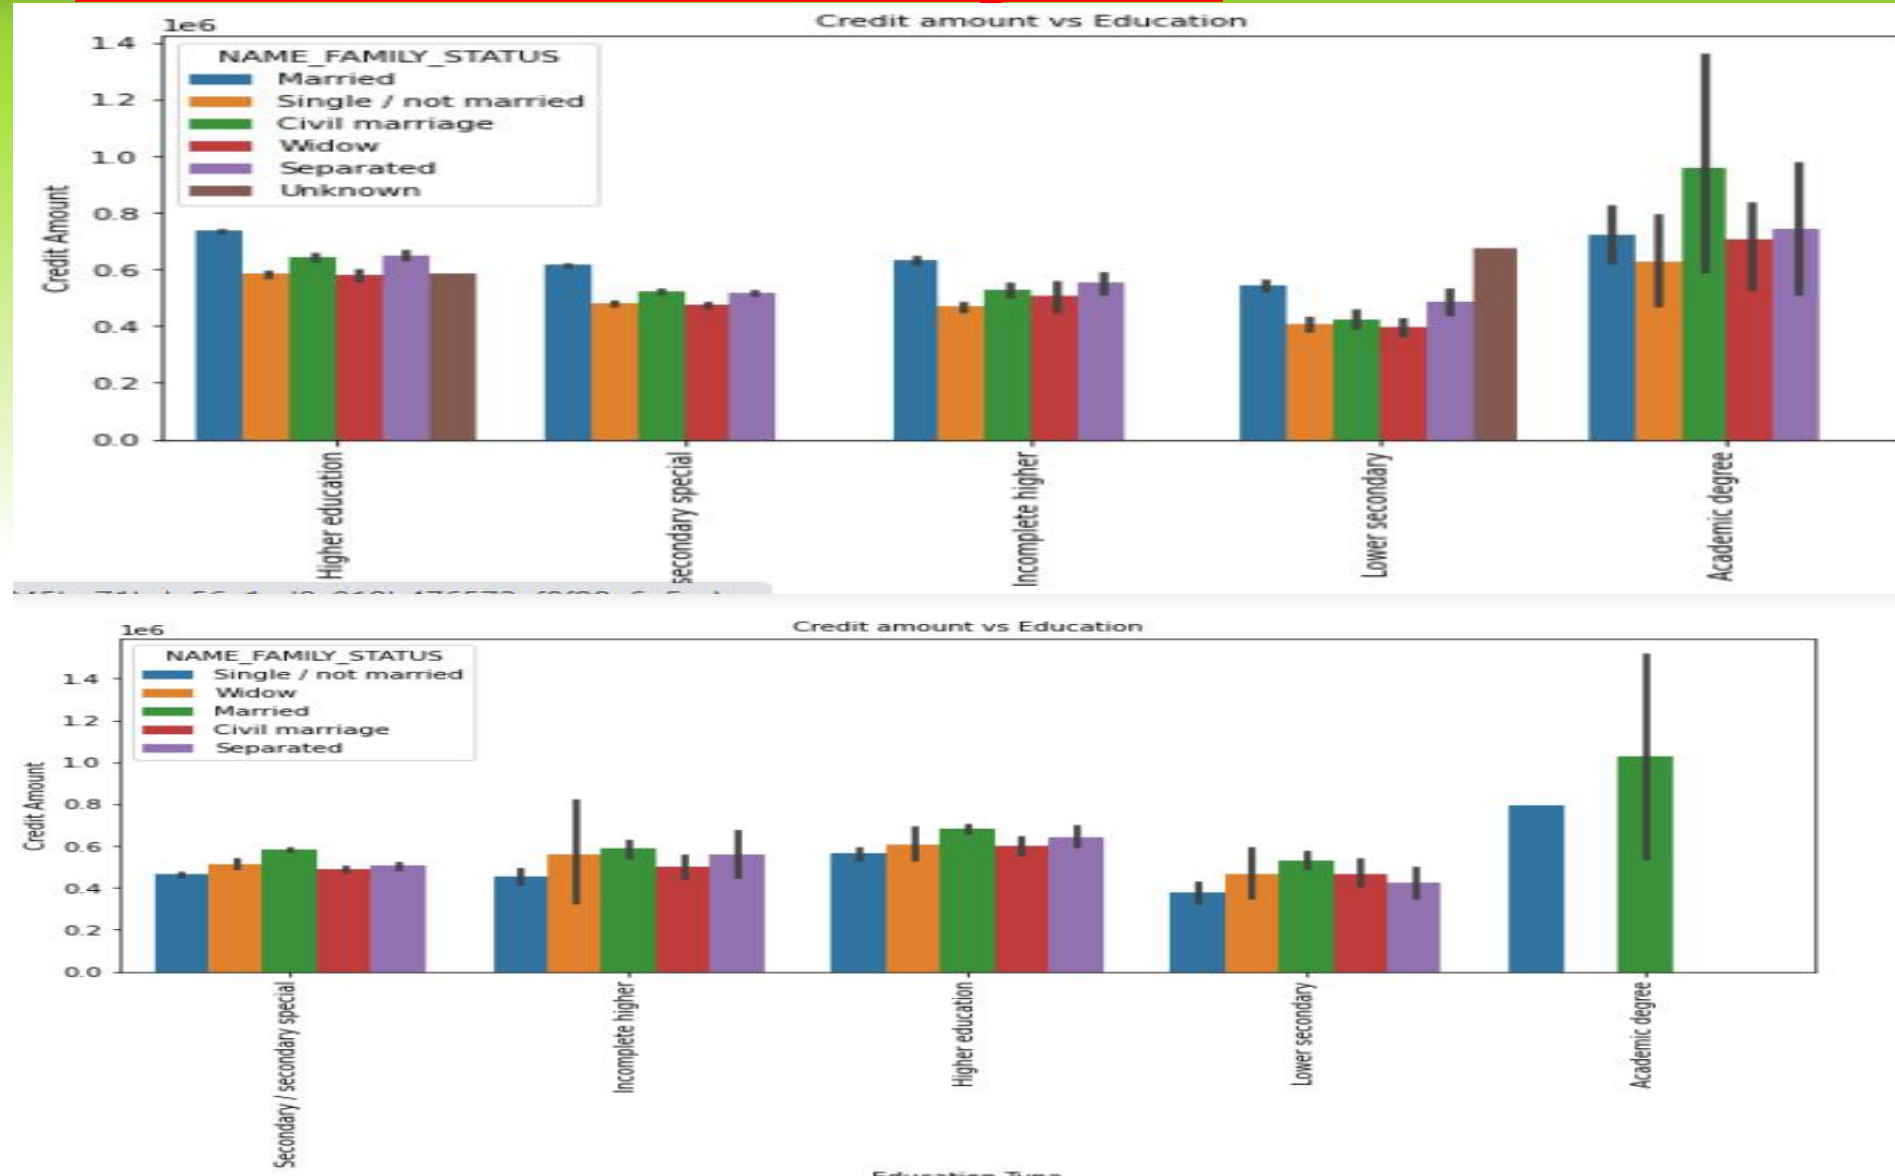 Credit amount vs Education
1e6
NAME_FAMILY_STATUS
Married
Single / not married
Civil marriage
Widow
Separated
Unknown
1.4
1.2
1.0
0.8
0.6
0.4
0.2
0.0
Credit Amount
Higher education
secondary special
Incomplete higher
Lower secondary
Academic degree
Credit amount vs Education
1e6
NAME_FAMILY_STATUS
Single / not married
Widow
Married
Civil marriage
Separated
1.4
1.2
1.0
0.8
0.6
0.4
0.2
0.0
Credit Amount
Secondary / secondary special
Incomplete higher
Higher education
Lower secondary
Academic degree
Education Type